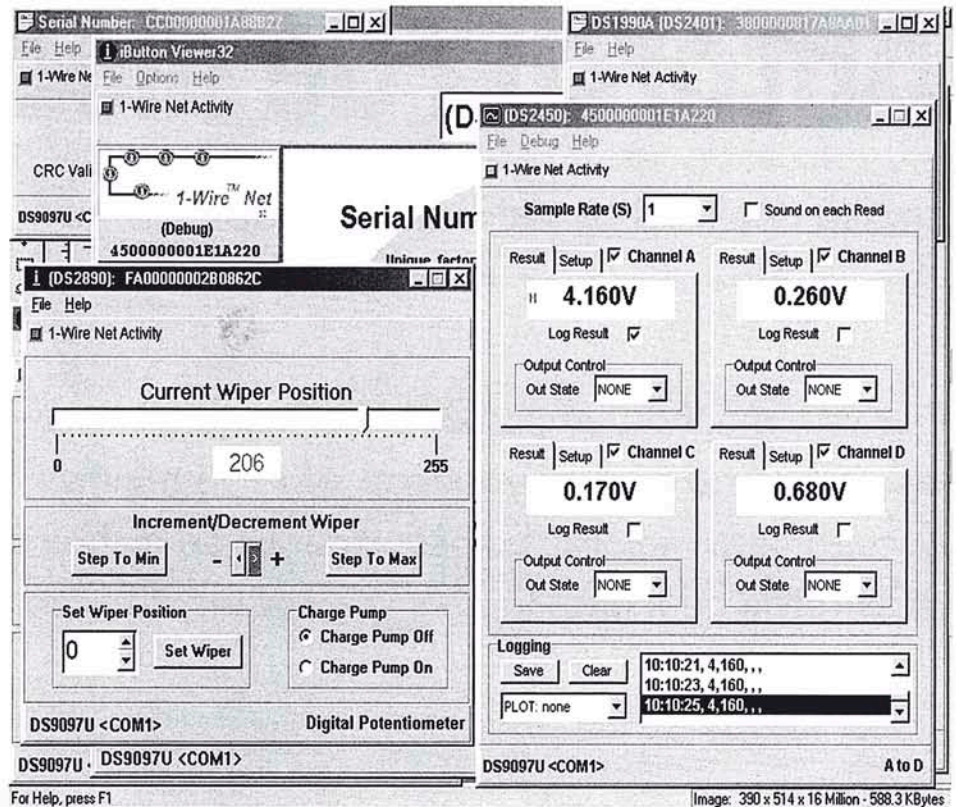 Serial Number: CC00000001A88B27
File Help
1-Wire Ne
CRC Vali
DS9097U <C
iButton Viewer32
File Options Help
1-Wire Net Activity
1-Wire™ Net
(Debug)
4500000001E1A220
(D
Serial Num
Unique factor
DS1990A (DS2401): 3800000817A8AA01
File Help
1-Wire Net Activity
(DS2890): FA00000002B0862C
File Help
1-Wire Net Activity
Current Wiper Position
0 206 255
Increment/Decrement Wiper
Step To Min - + Step To Max
Set Wiper Position
0 Set Wiper
Charge Pump
Charge Pump Off
Charge Pump On
DS9097U <COM1> Digital Potentiometer
DS9097U
DS9097U <COM1>
(DS2450): 4500000001E1A220
File Debug Help
1-Wire Net Activity
Sample Rate (S) 1 Sound on each Read
Result Setup Channel A
H 4.160V
Log Result
Output Control
Out State NONE
Result Setup Channel B
0.260V
Log Result
Output Control
Out State NONE
Result Setup Channel C
0.170V
Log Result
Output Control
Out State NONE
Result Setup Channel D
0.680V
Log Result
Output Control
Out State NONE
Logging
Save Clear
PLOT: none
10:10:21, 4,160, , ,
10:10:23, 4,160, , ,
10:10:25, 4,160, , ,
DS9097U <COM1> A to D
For Help, press F1
Image: 390 x 514 x 16 Million - 588.3 KBytes